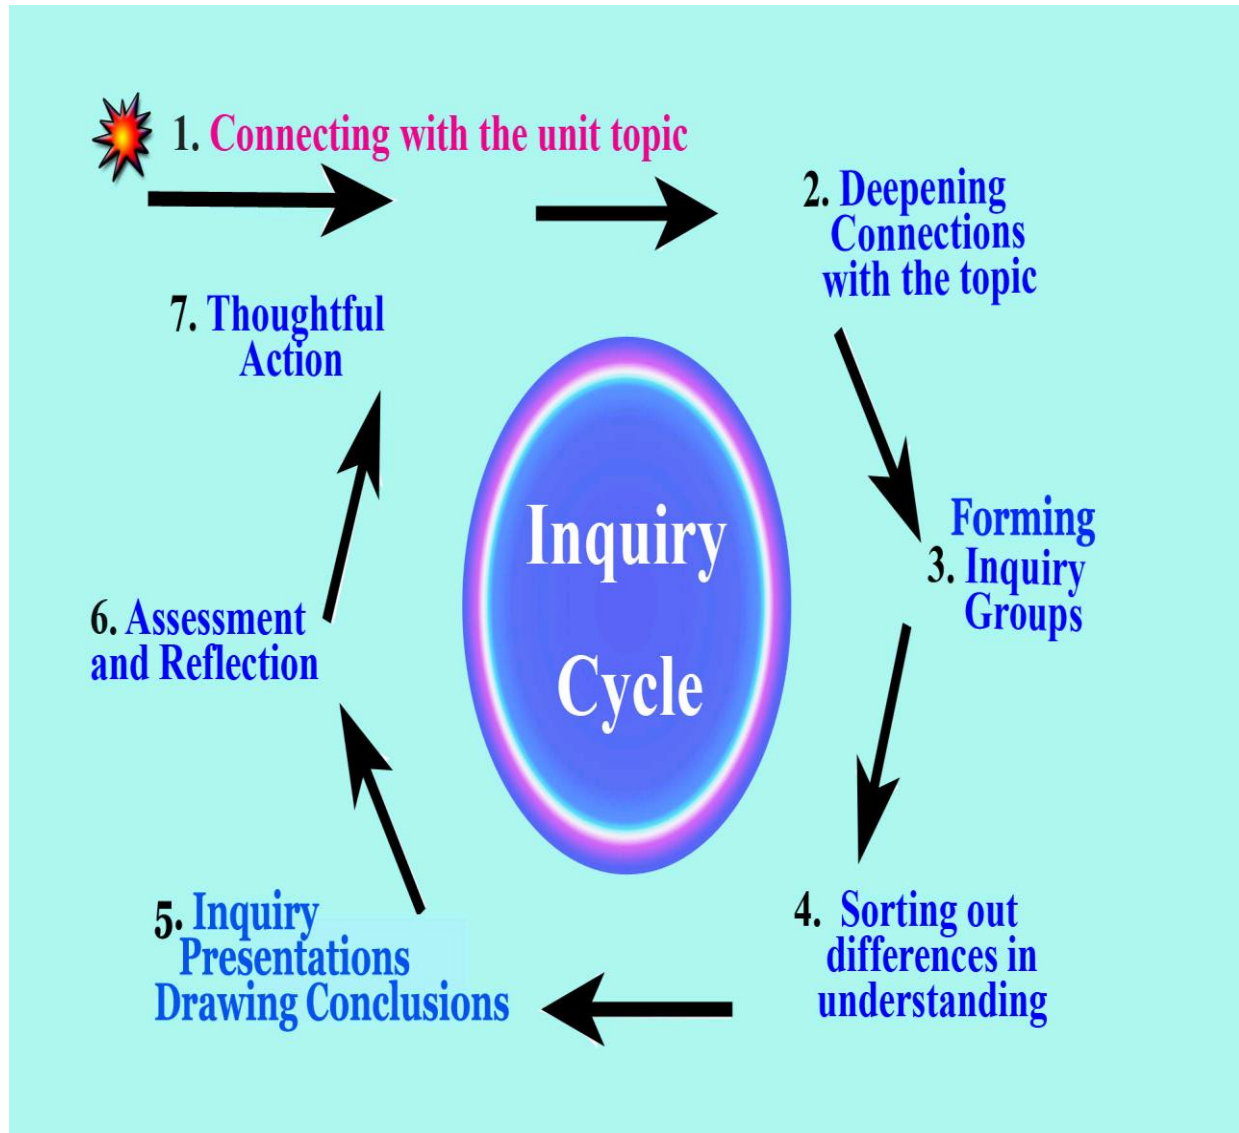 1. Connecting with the unit topic
2. Deepening
Connections
with the topic
Forming
3. Inquiry
Groups
4. Sorting out
differences in
understanding
5. Inquiry
Presentations
Drawing Conclusions
6. Assessment
and Reflection
7. Thoughtful
Action
Inquiry
Cycle